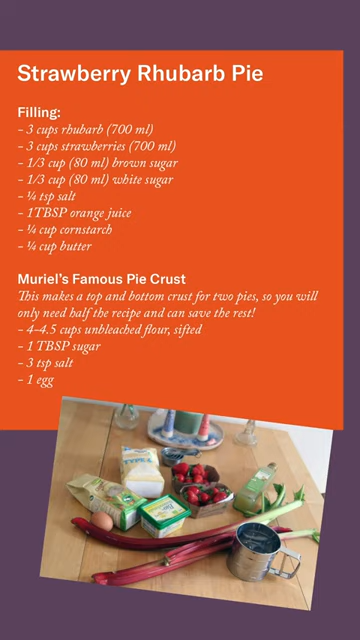 Strawberry Rhubarb Pie
Filling:
- 3 cups rhubarb (700 ml)
- 3 cups strawberries (700 ml)
- 1/3 cup (80 ml) brown sugar
- 1/3 cup (80 ml) white sugar
- ¼ tsp salt
- 1TBSP orange juice
- ¼ cup cornstarch
- ¼ cup butter
Muriel's Famous Pie Crust
This makes a top and bottom crust for two pies, so you will
only need half the recipe and can save the rest!
- 4-4.5 cups unbleached flour, sifted
- 1 TBSP sugar
- 3 tsp salt
- 1 egg